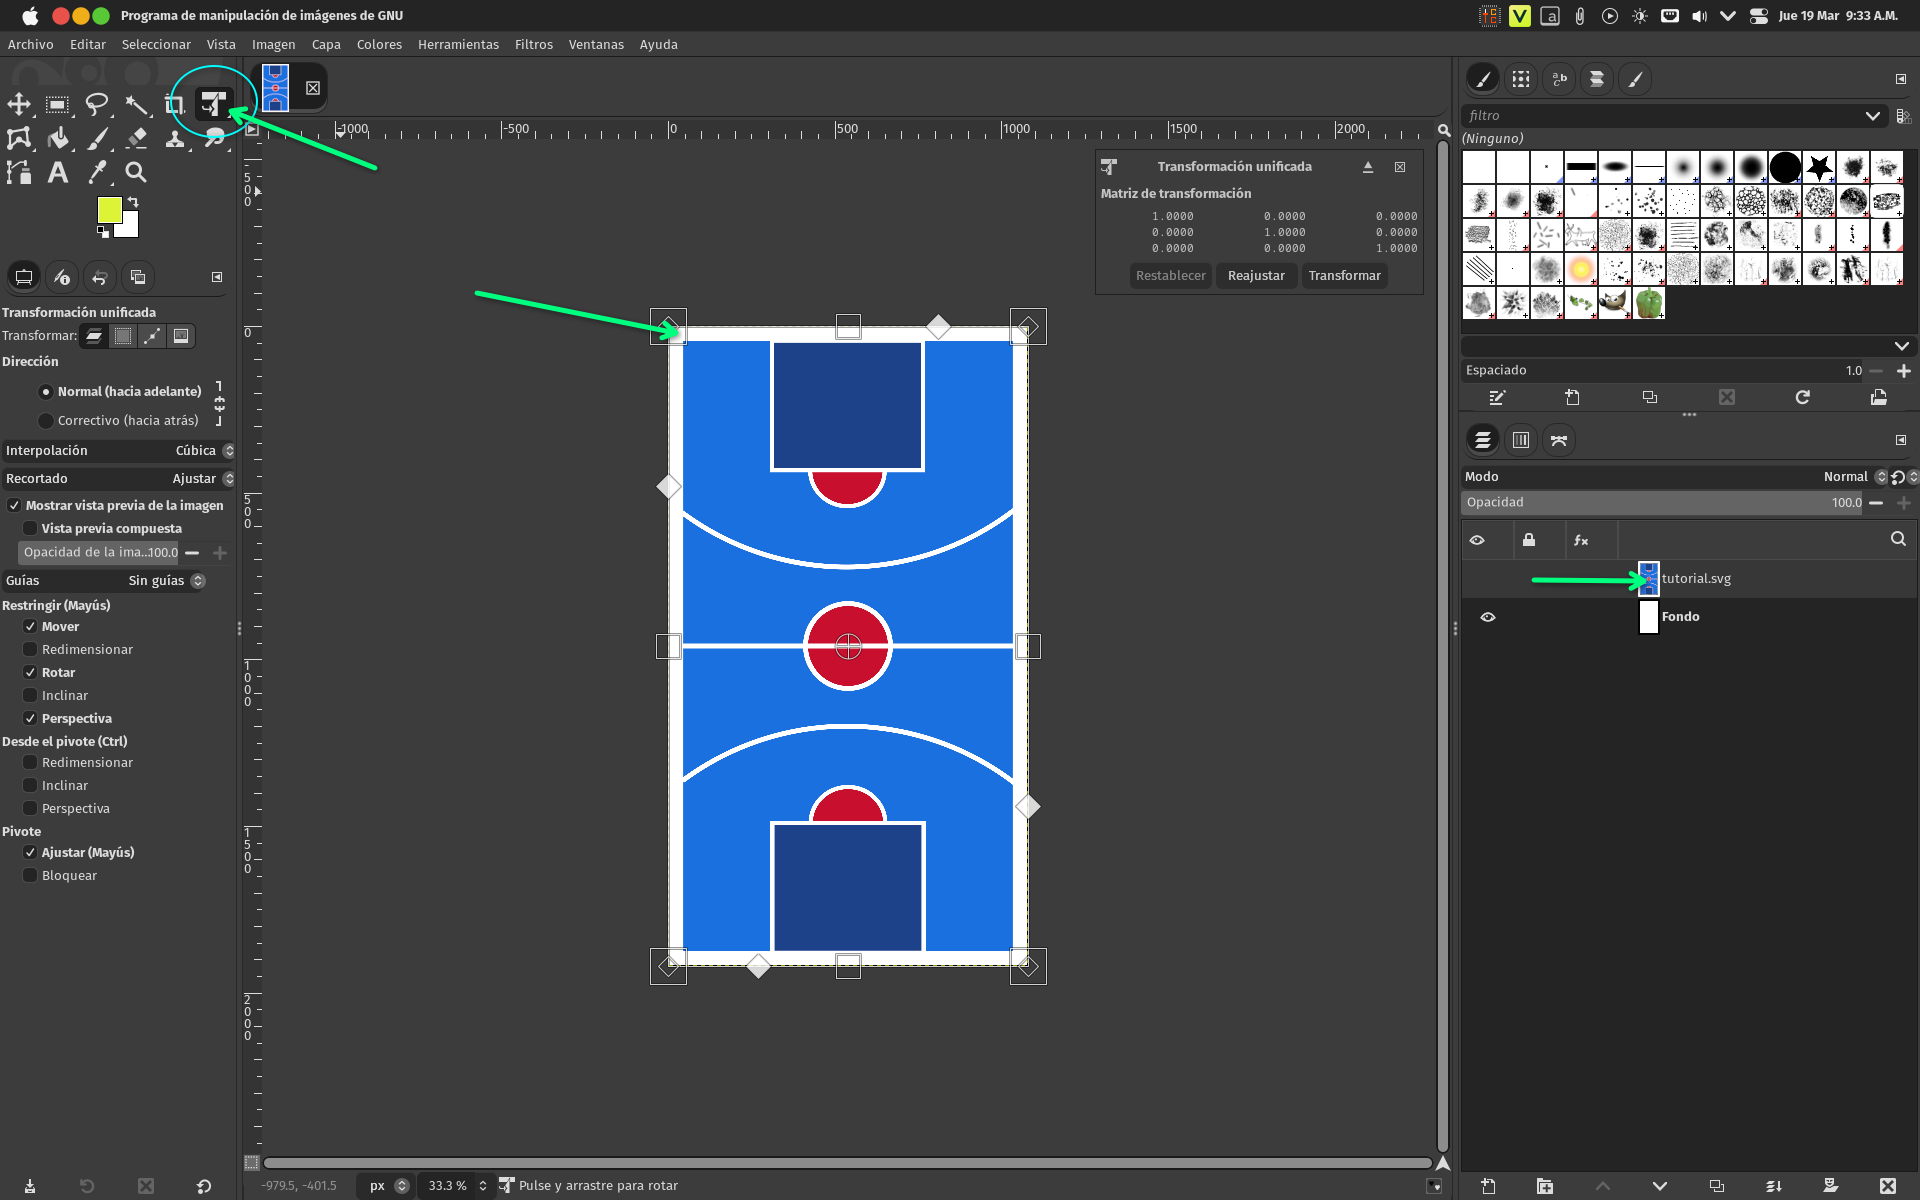 Programa de manipulación de imágenes de GNU
Jue 19 Mar 9:33 A.M.
Archivo Editar Seleccionar Vista Imagen Capa Colores Herramientas Filtros Ventanas Ayuda
-1000 -500 0 500 1000 1500 2000
0
500
1000
1500
2000
Transformación unificada
Transformar:
Dirección
Normal (hacia adelante)
Correctivo (hacia atrás)
Interpolación Cúbica
Recortado Ajustar
Mostrar vista previa de la imagen
Vista previa compuesta
Opacidad de la ima...100.0
Guías Sin guías
Restringir (Mayús)
Mover
Redimensionar
Rotar
Inclinar
Perspectiva
Desde el pivote (Ctrl)
Redimensionar
Inclinar
Perspectiva
Pivote
Ajustar (Mayús)
Bloquear
Transformación unificada
Matriz de transformación
1.0000 0.0000 0.0000
0.0000 1.0000 0.0000
0.0000 0.0000 1.0000
Restablecer Reajustar Transformar
filtro
(Ninguno)
Espaciado 1.0
Modo Normal
Opacidad 100.0
fx
tutorial.svg
Fondo
-979.5, -401.5 px 33.3 % Pulse y arrastre para rotar